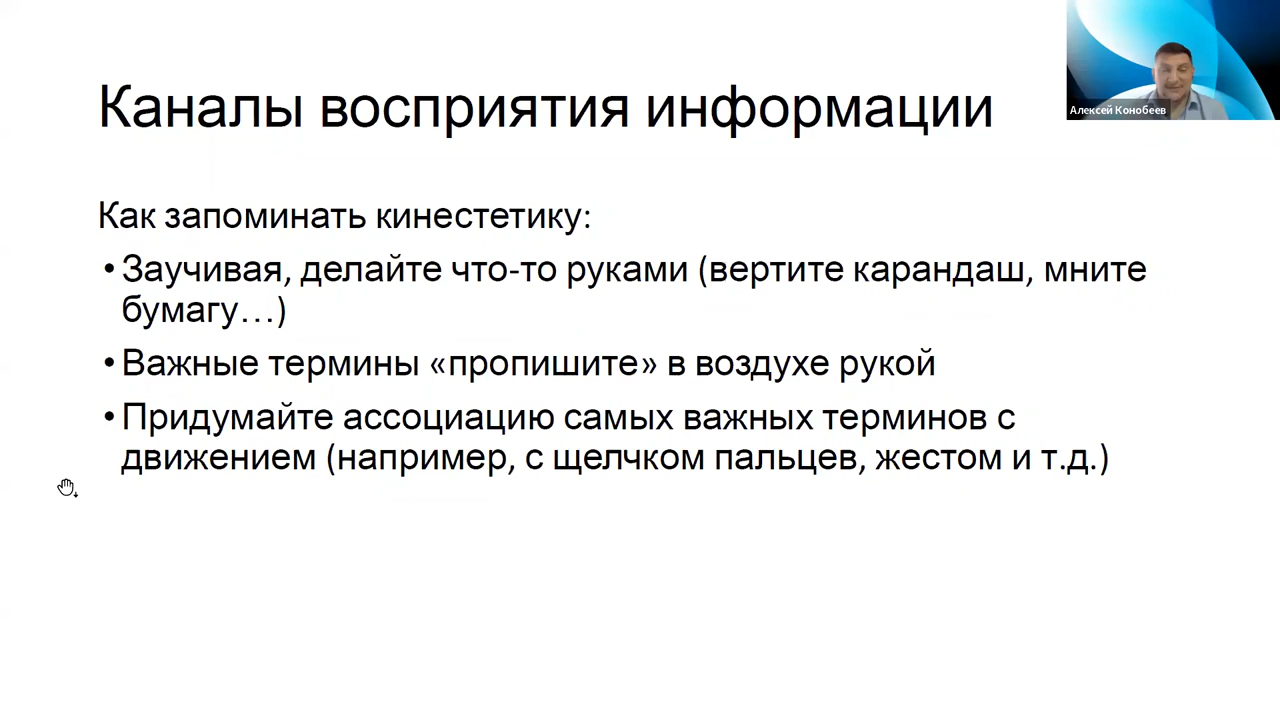 Каналы восприятия информации
Алексей Конобеев
Как запоминать кинестетику:
•Заучивая, делайте что-то руками (вертите карандаш, мните
бумагу…)
•Важные термины «пропишите» в воздухе рукой
•Придумайте ассоциацию самых важных терминов с
движением (например, с щелчком пальцев, жестом и т.д.)